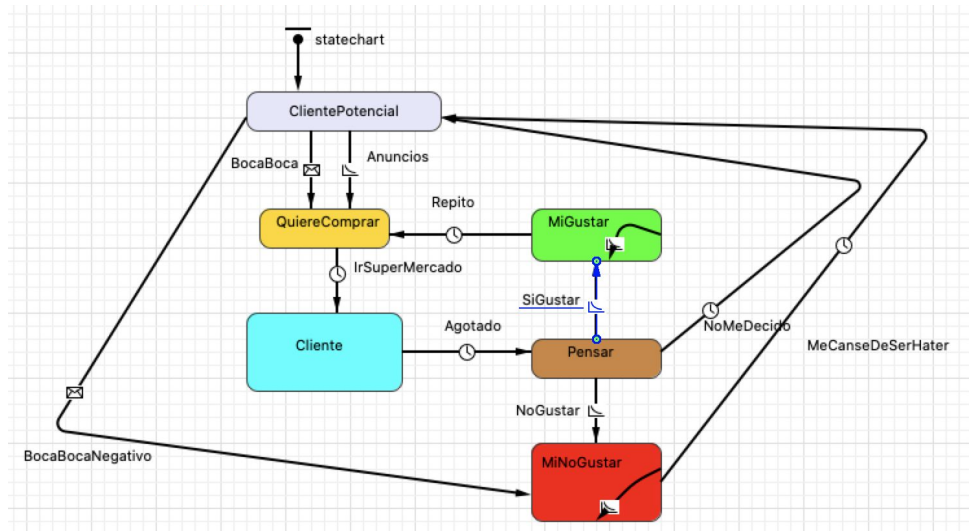 statechart
ClientePotencial
BocaBoca
Anuncios
Repito
QuiereComprar
MiGustar
IrSuperMercado
SiGustar
Agotado
NoMeDecido
Cliente
Pensar
MeCanseDeSerHater
NoGustar
BocaBocaNegativo
MiNoGustar